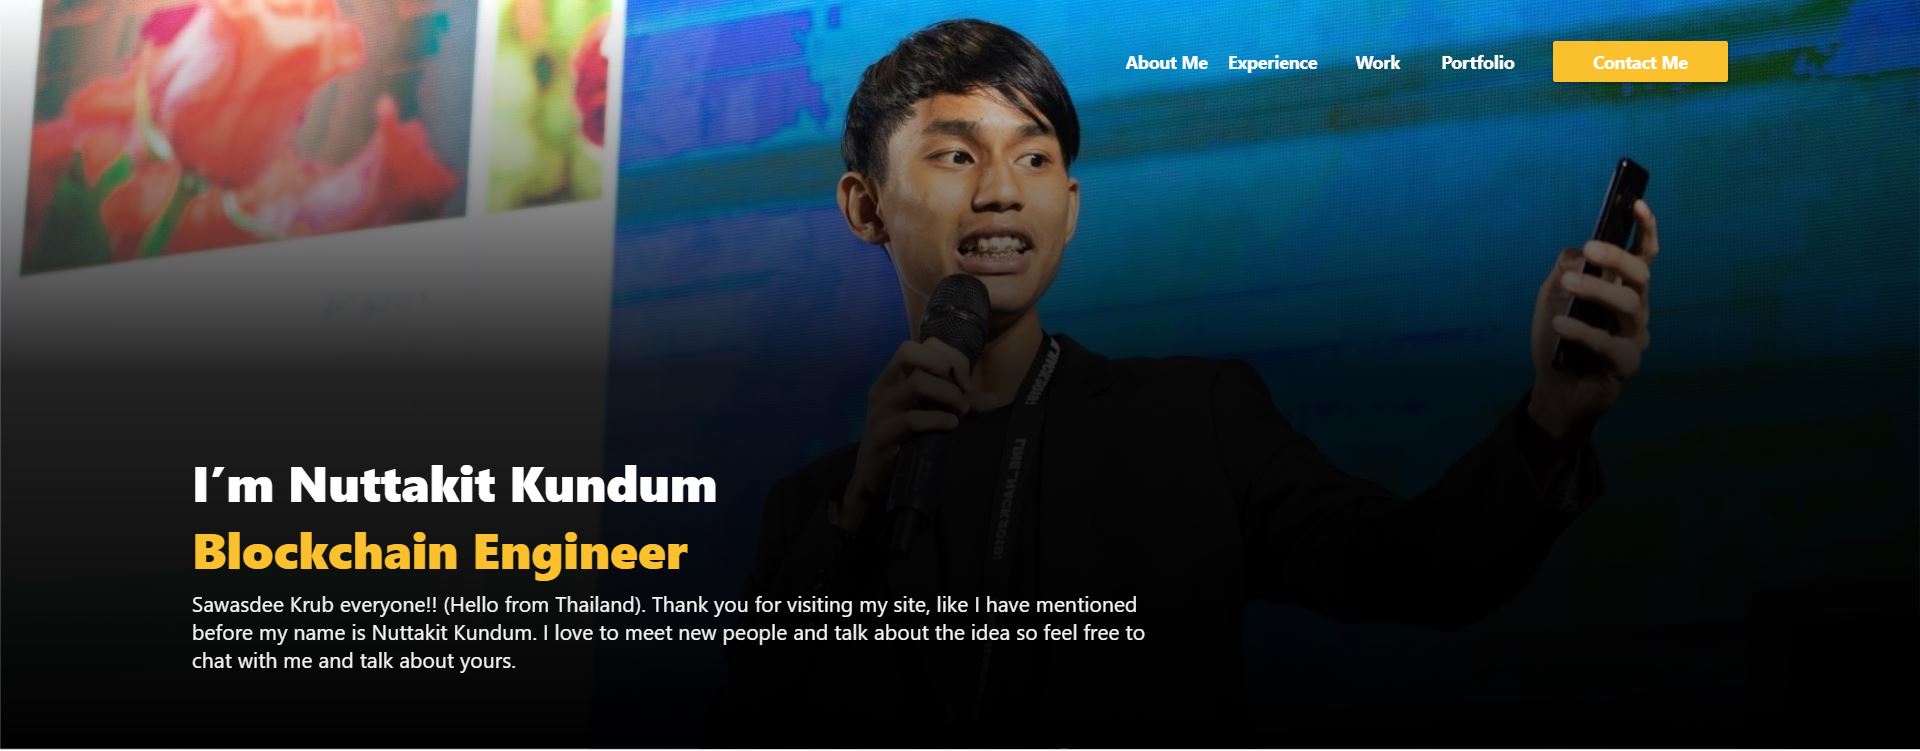 About Me Experience Work Portfolio Contact Me
I´m Nuttakit Kundum
Blockchain Engineer
Sawasdee Krub everyone!! (Hello from Thailand). Thank you for visiting my site, like I have mentioned
before my name is Nuttakit Kundum. I love to meet new people and talk about the idea so feel free to
chat with me and talk about yours.